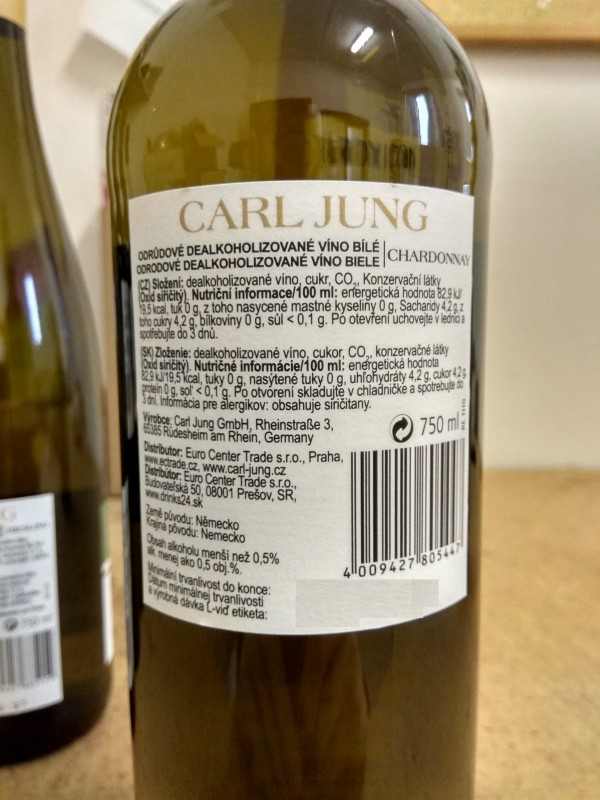 CARL JUNG
ODRŮDOVÉ DEALKOHOLIZOVANÉ VÍNO BÍLÉ
ODRODOVÉ DEALKOHOLIZOVANÉ VÍNO BIELE
CHARDONNAY
(CZ) Složení: dealkoholizované víno, cukr, CO₂, Konzervační látky
(Oxid siřičitý). Nutriční informace/100 ml: energetická hodnota 82,9 kJ/
19,5 kcal, tuk 0 g, z toho nasycené mastné kyseliny 0 g, Sacharidy 4,2 g, z
toho cukry 4,2 g, bílkoviny 0 g, sůl < 0,1 g. Po otevření uchovejte v lednici a
spotřebujte do 3 dnů.
(SK) Zloženie: dealkoholizované víno, cukor, CO₂, konzervačné látky
(Oxid siřičitý). Nutričné informácie/100 ml: energetická hodnota
82,9 kJ/19,5 kcal, tuky 0 g, nasýtené tuky 0 g, uhľohydráty 4,2 g, cukor 4,2 g,
protein 0 g, soľ < 0,1 g. Po otvorení skladujte v chladničke a spotrebujte do
3 dní. Informácia pre alergikov: obsahuje siričitany.
Výrobce: Carl Jung GmbH, Rheinstraße 3,
65385 Rüdesheim am Rhein, Germany
Distributor: Euro Center Trade s.r.o., Praha,
www.ectrade.cz, www.carl-jung.cz
Distribútor: Euro Center Trade s.r.o.,
Budovateľská 50, 08001 Prešov, SR,
www.drinks24.sk
Země původu: Německo
Krajina pôvodu: Nemecko
Obsah alkoholu menší než 0,5%
alk. menej ako 0,5 obj.%.
Minimální trvanlivost do konce:
Dátum minimálnej trvanlivosti
a výrobná dávka L-viď etiketa:
750 ml
4 009427 805447
750 ml